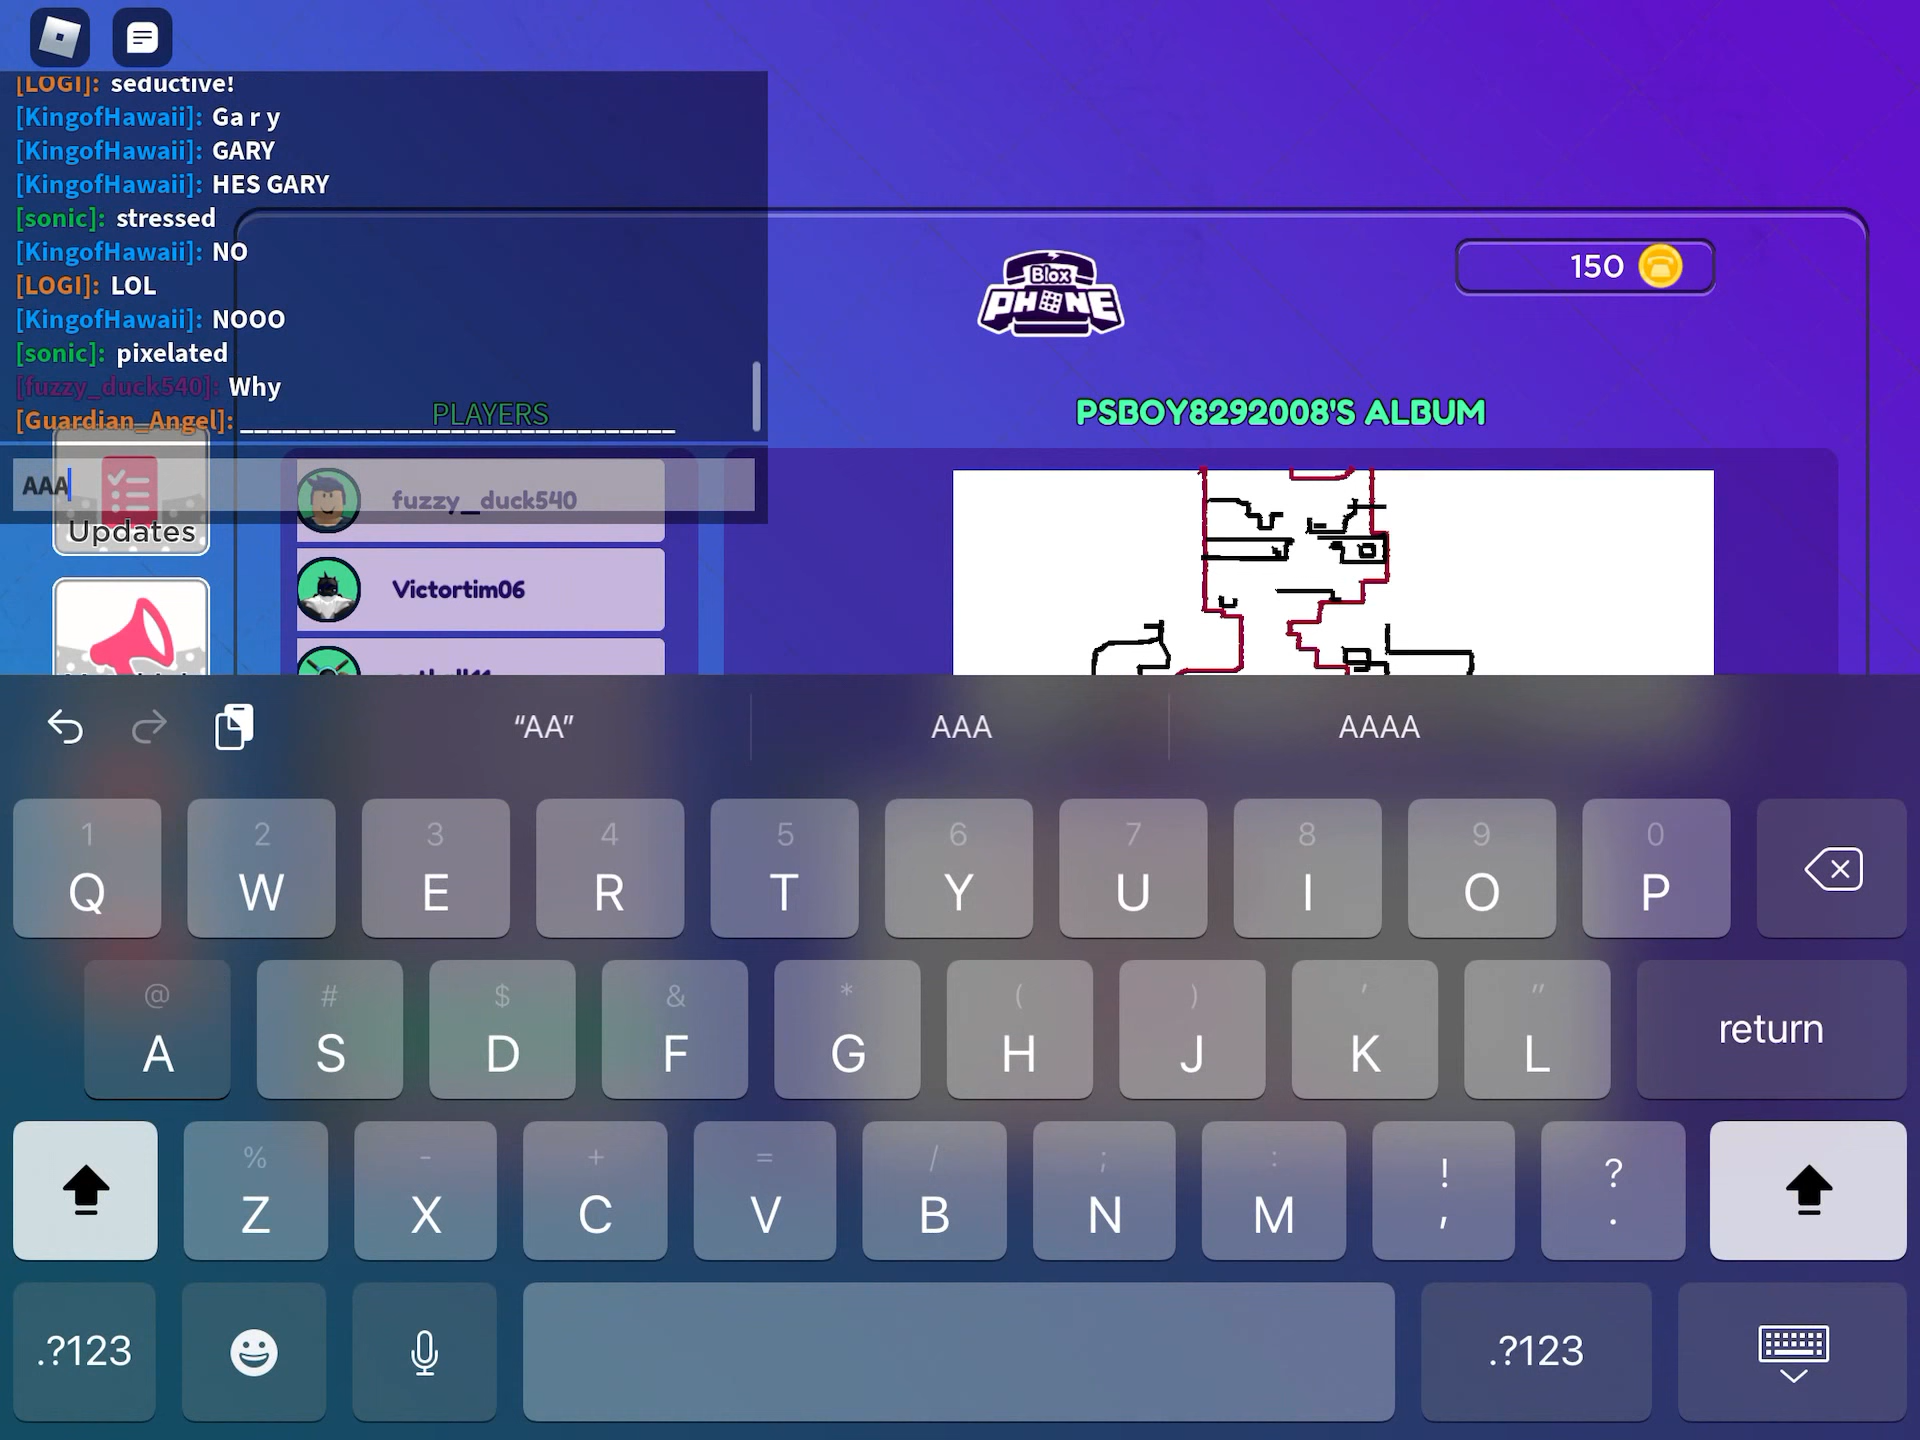 [LOGI]: seductive!
[KingofHawaii]: Ga r y
[KingofHawaii]: GARY
[KingofHawaii]: HES GARY
[sonic]: stressed
[KingofHawaii]: NO
[LOGI]: LOL
[KingofHawaii]: NOOO
[sonic]: pixelated
[fuzzy_duck540]: Why
[Guardian_Angel]: _______________________________
AAA
Updates
PLAYERS
fuzzy_duck540
Victortim06
Blox
PHONE
150
PSBOY8292008'S ALBUM
“AA” AAA AAAA
1 2 3 4 5 6 7 8 9 0
Q W E R T Y U I O P
@ # $ & * ( ) ' "
A S D F G H J K L return
% - + = / ; : ! ?
Z X C V B N M , .
.?123 .?123